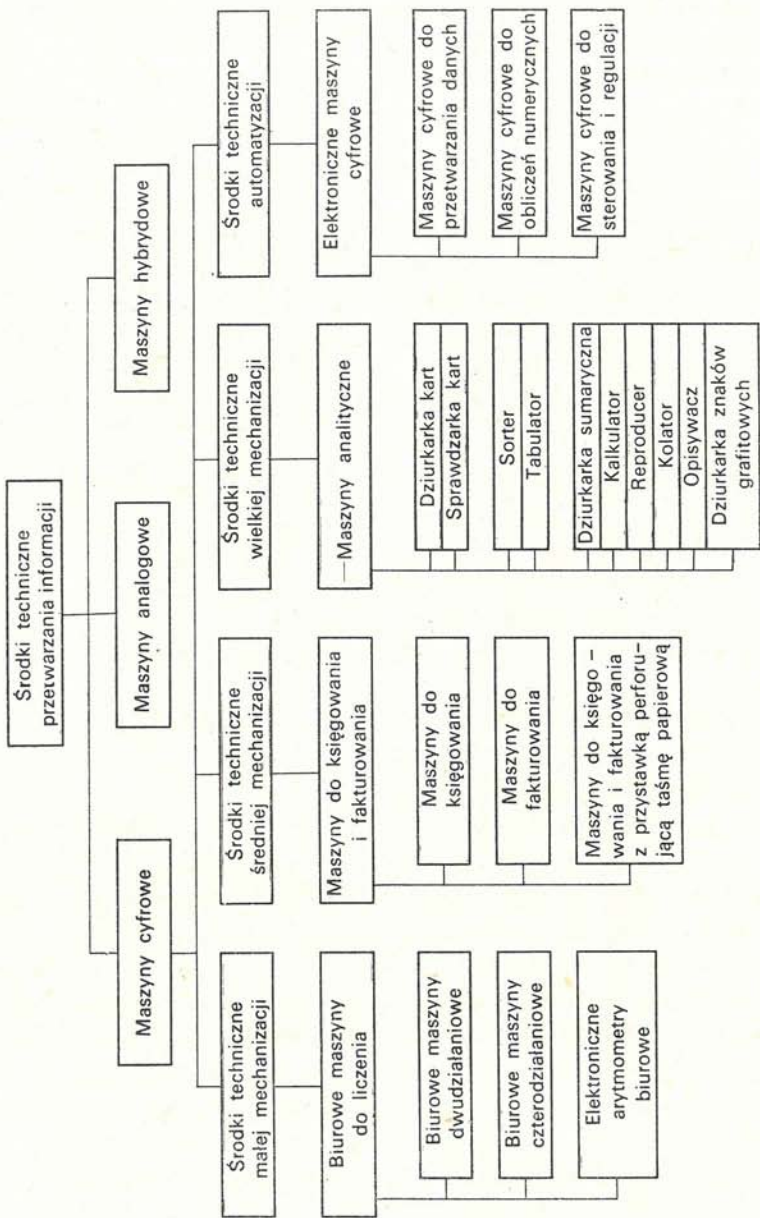 Środki techniczne
przetwarzania informacji
Maszyny cyfrowe
Maszyny analogowe
Maszyny hybrydowe
Środki techniczne
małej mechanizacji
Środki techniczne
średniej mechanizacji
Środki techniczne
wielkiej mechanizacji
Środki techniczne
automatyzacji
Biurowe maszyny
do liczenia
Maszyny do księgowania
i fakturowania
Maszyny analityczne
Elektroniczne maszyny
cyfrowe
Biurowe maszyny
dwudziałaniowe
Biurowe maszyny
czterodziałaniowe
Elektroniczne
arytmometry
biurowe
Maszyny do
księgowania
Maszyny do
fakturowania
Maszyny do księgo –
wania i fakturowania
z przystawką perforu-
jącą taśmę papierową
Dziurkarka kart
Sprawdzarka kart
Sorter
Tabulator
Dziurkarka sumaryczna
Kalkulator
Reproducer
Kolator
Opisywacz
Dziurkarka znaków
grafitowych
Maszyny cyfrowe do
przetwarzania danych
Maszyny cyfrowe do
obliczeń numerycznych
Maszyny cyfrowe do
sterowania i regulacji